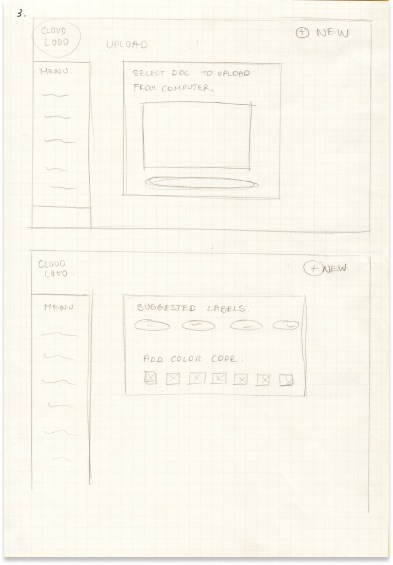 3.
CLOUD
LOGO
+ NEW
UPLOAD
MENU
SELECT DOC TO UPLOAD
FROM COMPUTER.
CLOUD
LOGO
+ NEW
MENU
SUGGESTED LABELS
ADD COLOR CODE.